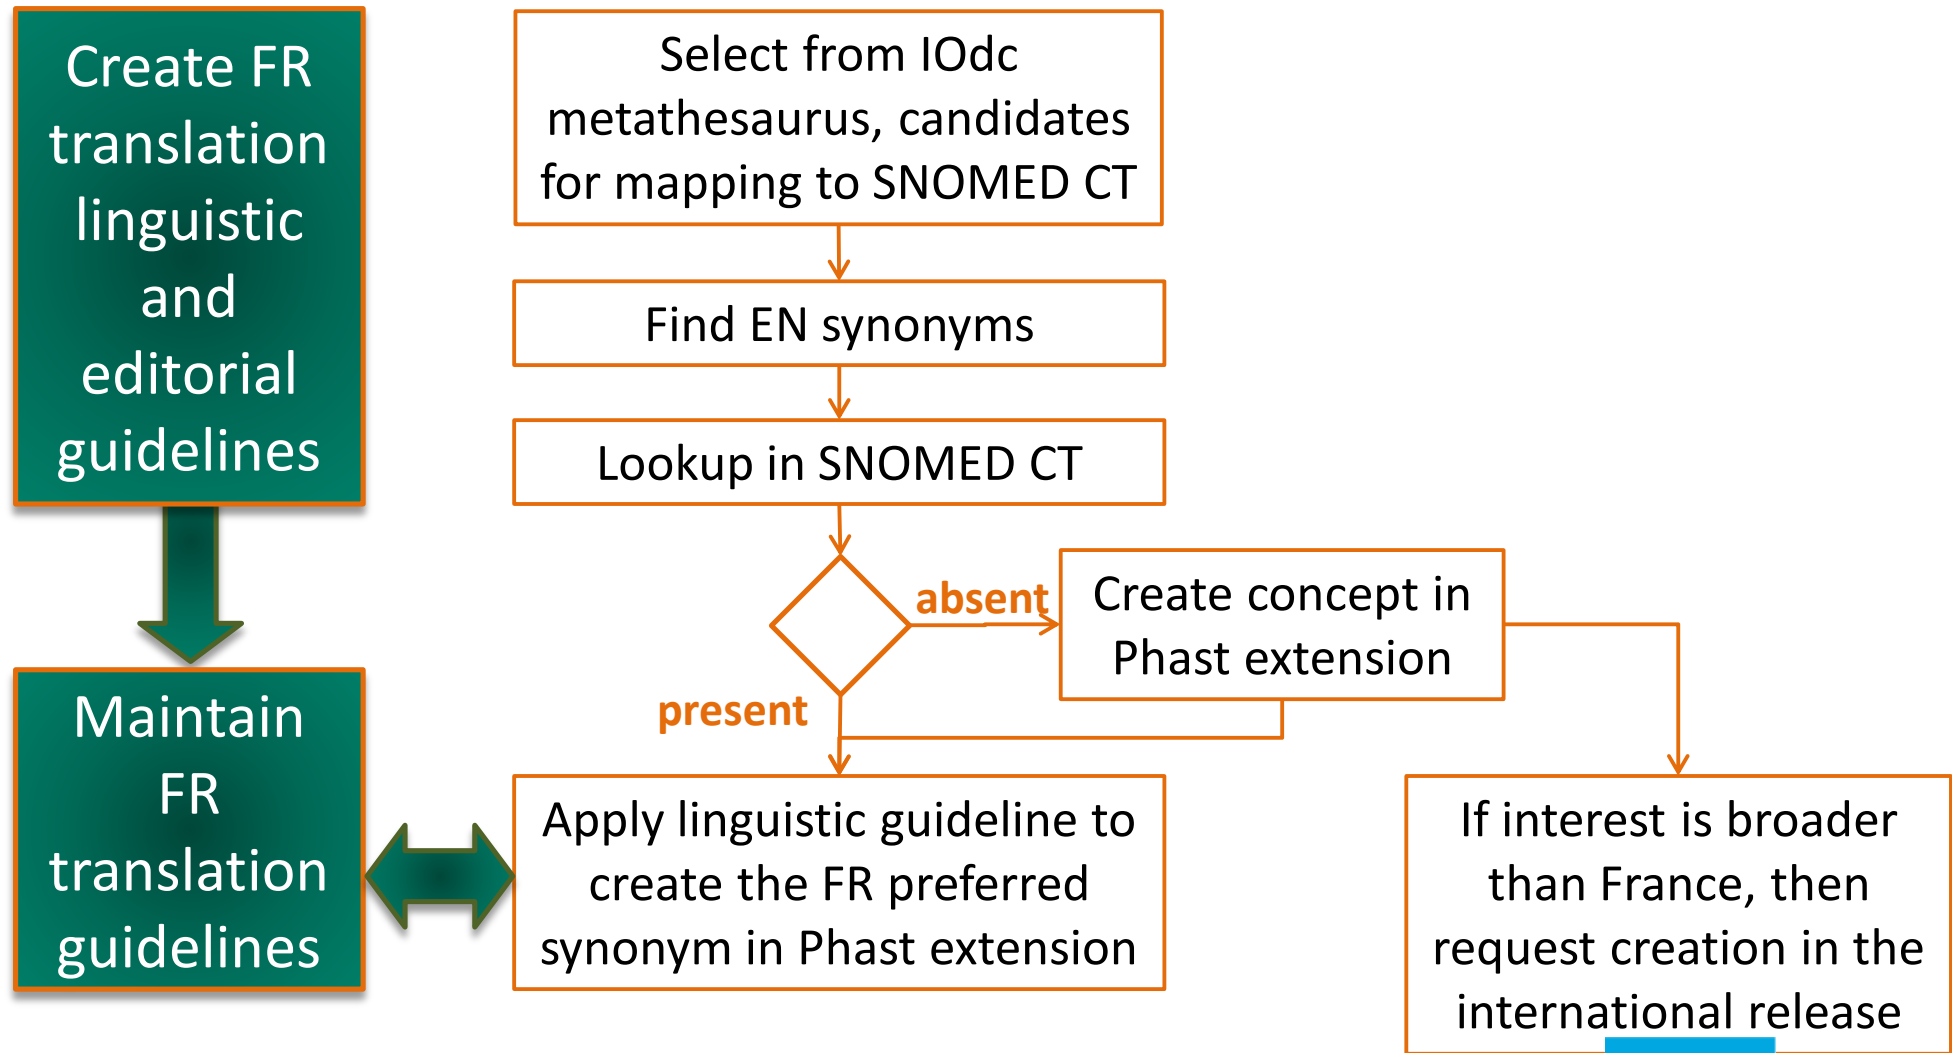 Create FR
translation
linguistic
and
editorial
guidelines
Maintain
FR
translation
guidelines
Select from IOdc
metathesaurus, candidates
for mapping to SNOMED CT
Find EN synonyms
Lookup in SNOMED CT
absent
Create concept in
Phast extension
present
Apply linguistic guideline to
create the FR preferred
synonym in Phast extension
If interest is broader
than France, then
request creation in the
international release